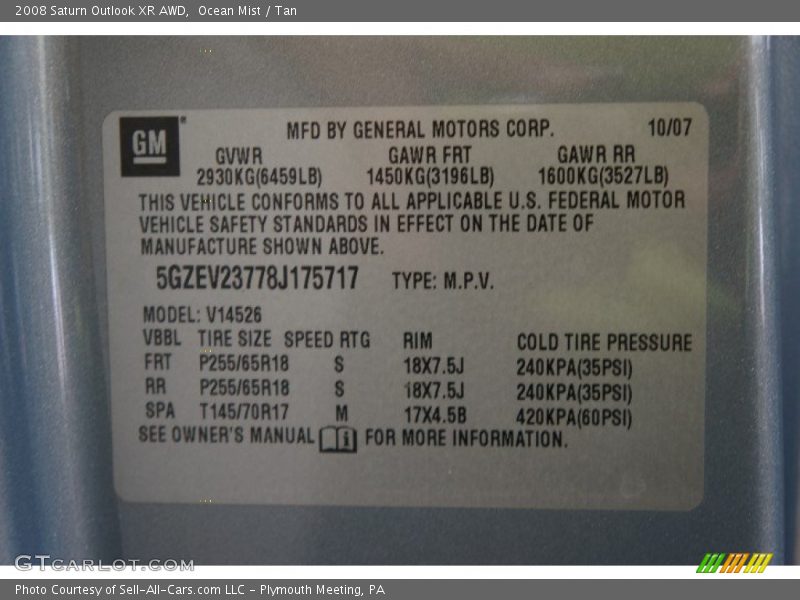 2008 Saturn Outlook XR AWD,  Ocean Mist / Tan
GM
MFD BY GENERAL MOTORS CORP. 10/07
GVWR GAWR FRT GAWR RR
2930KG(6459LB) 1450KG(3196LB) 1600KG(3527LB)
THIS VEHICLE CONFORMS TO ALL APPLICABLE U.S. FEDERAL MOTOR
VEHICLE SAFETY STANDARDS IN EFFECT ON THE DATE OF
MANUFACTURE SHOWN ABOVE.
5GZEV23778J175717 TYPE: M.P.V.
MODEL: V14526
VBBL TIRE SIZE SPEED RTG RIM COLD TIRE PRESSURE
FRT P255/65R18 S 18X7.5J 240KPA(35PSI)
RR P255/65R18 S 18X7.5J 240KPA(35PSI)
SPA T145/70R17 M 17X4.5B 420KPA(60PSI)
SEE OWNER'S MANUAL i FOR MORE INFORMATION.
GTCARLOT.COM
Photo Courtesy of Sell-All-Cars.com LLC - Plymouth Meeting, PA